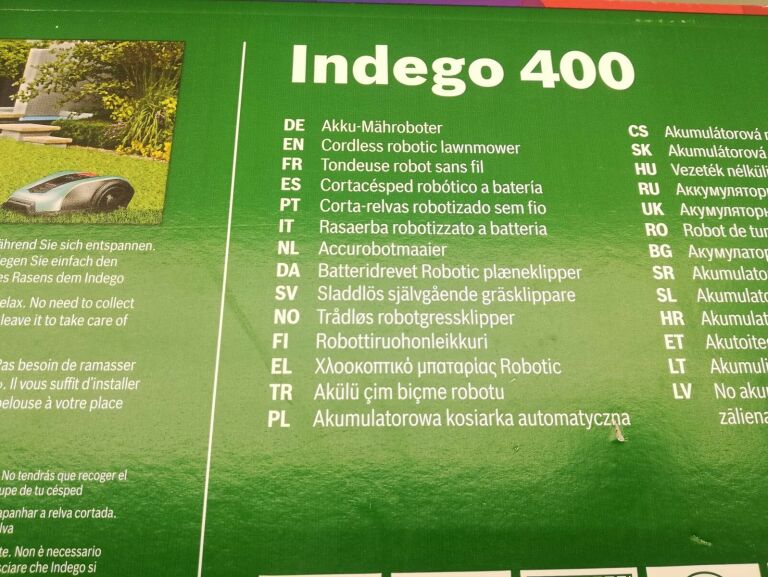 Indego 400
DE Akku-Mähroboter
EN Cordless robotic lawnmower
FR Tondeuse robot sans fil
ES Cortacésped robótico a batería
PT Corta-relvas robotizado sem fio
IT Rasaerba robotizzato a batteria
NL Accurobotmaaier
DA Batteridrevet Robotic plæneklipper
SV Sladdlös självgående gräsklippare
NO Trådløs robotgressklipper
FI Robottiruohonleikkuri
EL Χλοοκοπτικό μπαταρίας Robotic
TR Akülü çim biçme robotu
PL Akumulatorowa kosiarka automatyczna
CS Akumulátorová
SK Akumulátorová
HU Vezeték nélküli
RU Аккумулятор
UK Акумулятор
RO Robot de
BG Акумулатор
SR Akumulato
SL Akumulato
HR Akumulat
ET Akutoite
LT Akumuli
LV No aku
zāliena
ährend Sie sich entspannen.
egen Sie einfach den
es Rasens dem Indego
elax. No need to collect
leave it to take care of
Pas besoin de ramasser
. Il vous suffit d'installer
pelouse à votre place
No tendrás que recoger el
upe de tu césped
apanhar a relva cortada.
lva
te. Non è necessario
sciare che Indego si